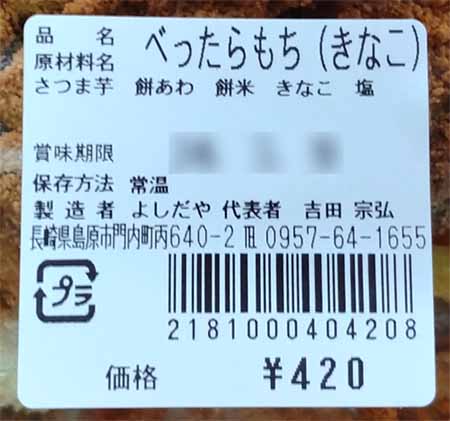 品名 べったらもち(きなこ)
原材料名
さつま芋 餅あわ 餅米 きなこ 塩
賞味期限
保存方法 常温
製造者 よしだや 代表者 吉田 宗弘
長崎県島原市門内町丙640-2 ℡ 0957-64-1655
プラ
2181000404208
価格 ¥420